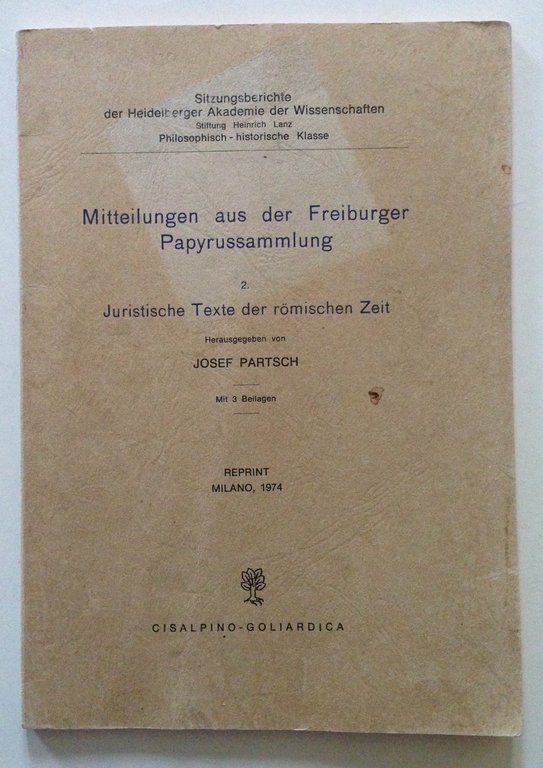 Sitzungsberichte
der Heidelberger Akademie der Wissenschaften
Stiftung Heinrich Lanz
Philosophisch - historische Klasse
Mitteilungen aus der Freiburger
Papyrussammlung
2.
Juristische Texte der römischen Zeit
Herausgegeben von
JOSEF PARTSCH
Mit 3 Beilagen
REPRINT
MILANO, 1974
CISALPINO-GOLIARDICA